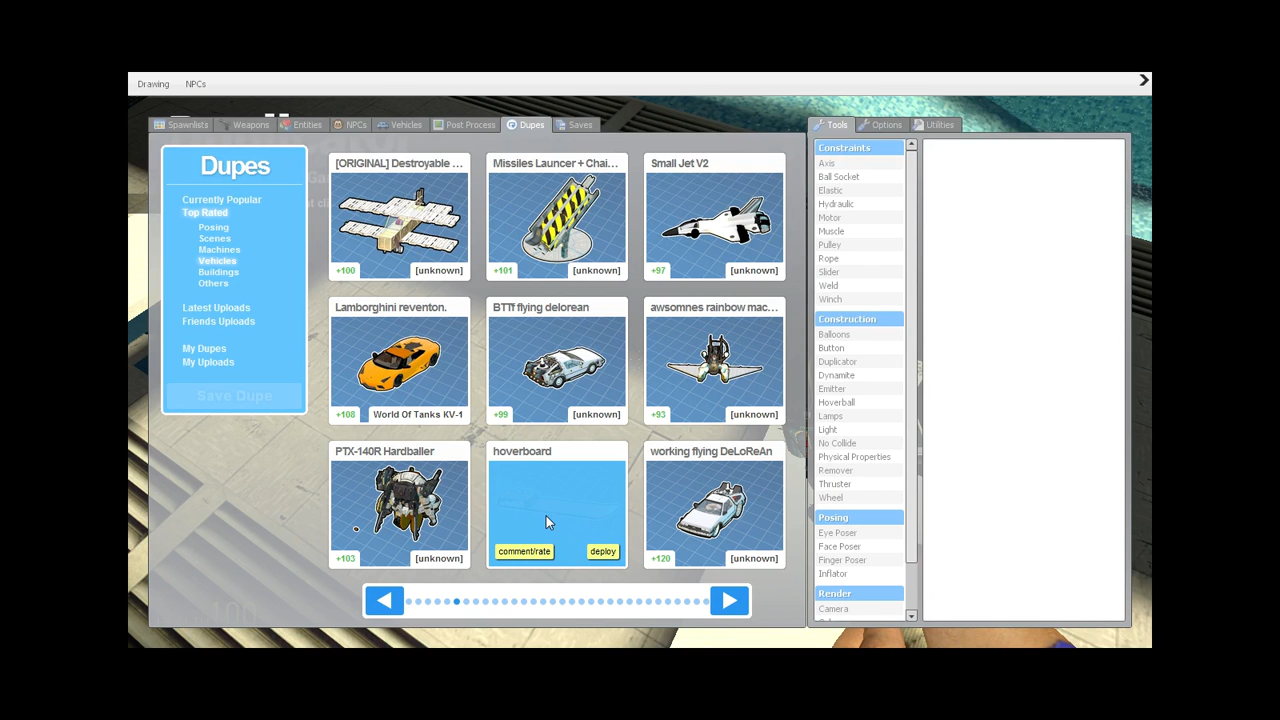 Drawing NPCs
Spawnlists Weapons Entities NPCs Vehicles Post Process Dupes Saves
Dupes
Currently Popular
Top Rated
Posing
Scenes
Machines
Vehicles
Buildings
Others
Latest Uploads
Friends Uploads
My Dupes
My Uploads
Save Dupe
[ORIGINAL] Destroyable ...
+100 [unknown]
Missiles Launcer + Chai...
+101 [unknown]
Small Jet V2
+97 [unknown]
Lamborghini reventon.
+108 World Of Tanks KV-1
BTTf flying delorean
+99 [unknown]
awsomnes rainbow mac...
+93 [unknown]
PTX-140R Hardballer
+103 [unknown]
hoverboard
comment/rate deploy
working flying DeLoReAn
+120 [unknown]
100
Tools Options Utilities
Constraints
Axis
Ball Socket
Elastic
Hydraulic
Motor
Muscle
Pulley
Rope
Slider
Weld
Winch
Construction
Balloons
Button
Duplicator
Dynamite
Emitter
Hoverball
Lamps
Light
No Collide
Physical Properties
Remover
Thruster
Wheel
Posing
Eye Poser
Face Poser
Finger Poser
Inflator
Render
Camera